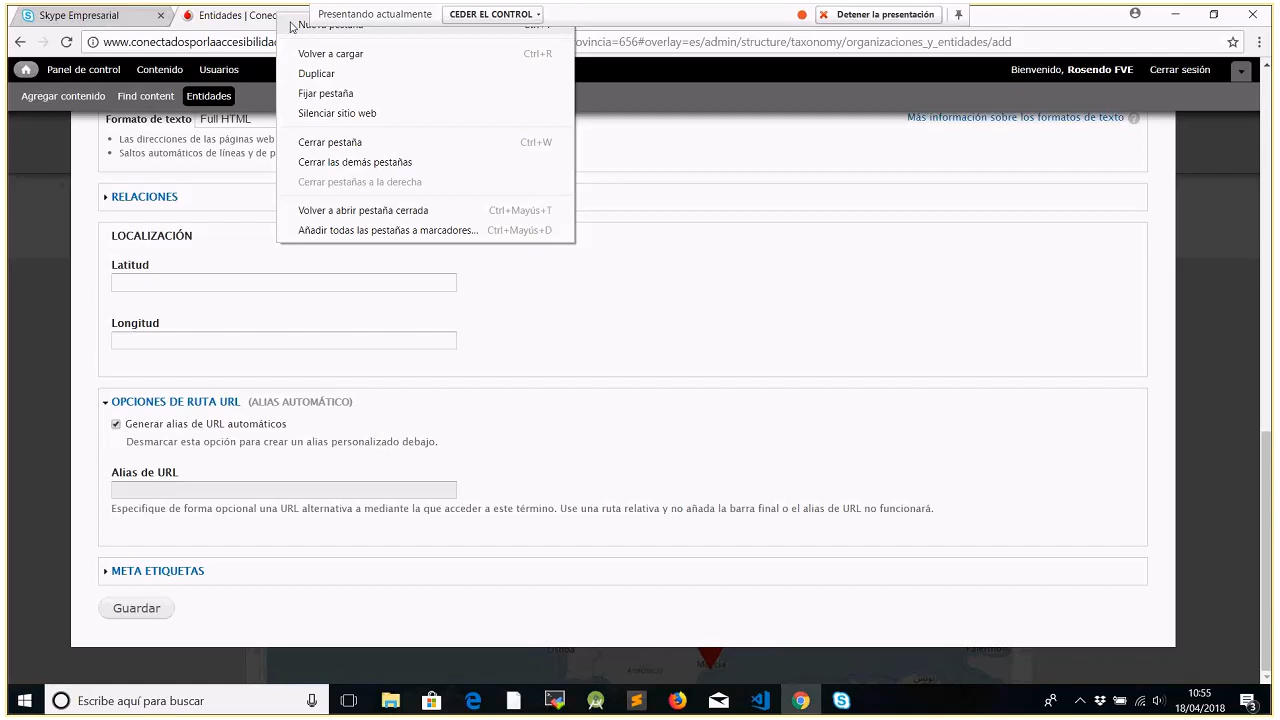 Skype Empresarial
Entidades | Conec
Presentando actualmente
CEDER EL CONTROL
Detener la presentación
Nueva pestaña
www.conectadosporlaaccesibilidad
rovincia=656#overlay=es/admin/structure/taxonomy/organizaciones_y_entidades/add
Volver a cargar Ctrl+R
Duplicar
Fijar pestaña
Silenciar sitio web
Cerrar pestaña Ctrl+W
Cerrar las demás pestañas
Cerrar pestañas a la derecha
Volver a abrir pestaña cerrada Ctrl+Mayús+T
Añadir todas las pestañas a marcadores... Ctrl+Mayús+D
Panel de control Contenido Usuarios
Bienvenido, Rosendo FVE Cerrar sesión
Agregar contenido Find content Entidades
Formato de texto Full HTML
Más información sobre los formatos de texto ?
Las direcciones de las páginas web
Saltos automáticos de líneas y de p
RELACIONES
LOCALIZACIÓN
Latitud
Longitud
OPCIONES DE RUTA URL (ALIAS AUTOMÁTICO)
Generar alias de URL automáticos
Desmarcar esta opción para crear un alias personalizado debajo.
Alias de URL
Especifique de forma opcional una URL alternativa a mediante la que acceder a este término. Use una ruta relativa y no añada la barra final o el alias de URL no funcionará.
META ETIQUETAS
Guardar
Murcia
Escribe aquí para buscar
10:55
18/04/2018
3